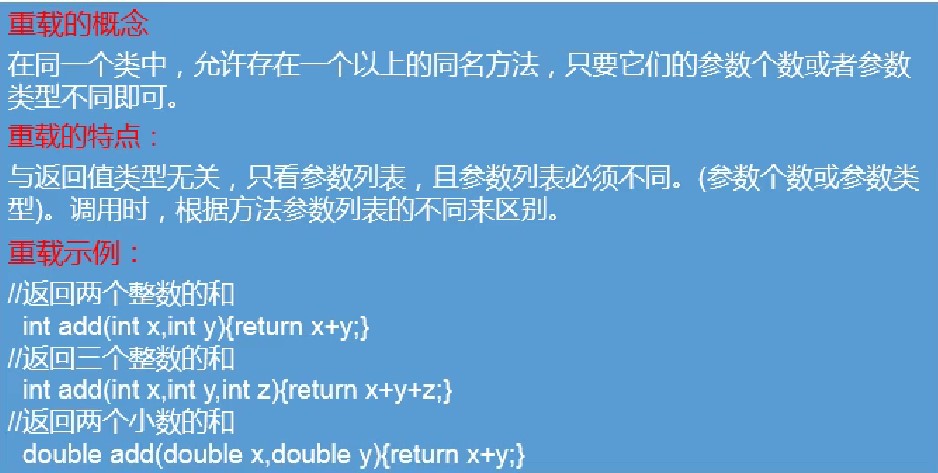 重载的概念
在同一个类中，允许存在一个以上的同名方法，只要它们的参数个数或者参数
类型不同即可。
重载的特点：
与返回值类型无关，只看参数列表，且参数列表必须不同。(参数个数或参数类
型)。调用时，根据方法参数列表的不同来区别。
重载示例：
//返回两个整数的和
int add(int x,int y){return x+y;}
//返回三个整数的和
int add(int x,int y,int z){return x+y+z;}
//返回两个小数的和
double add(double x,double y){return x+y;}